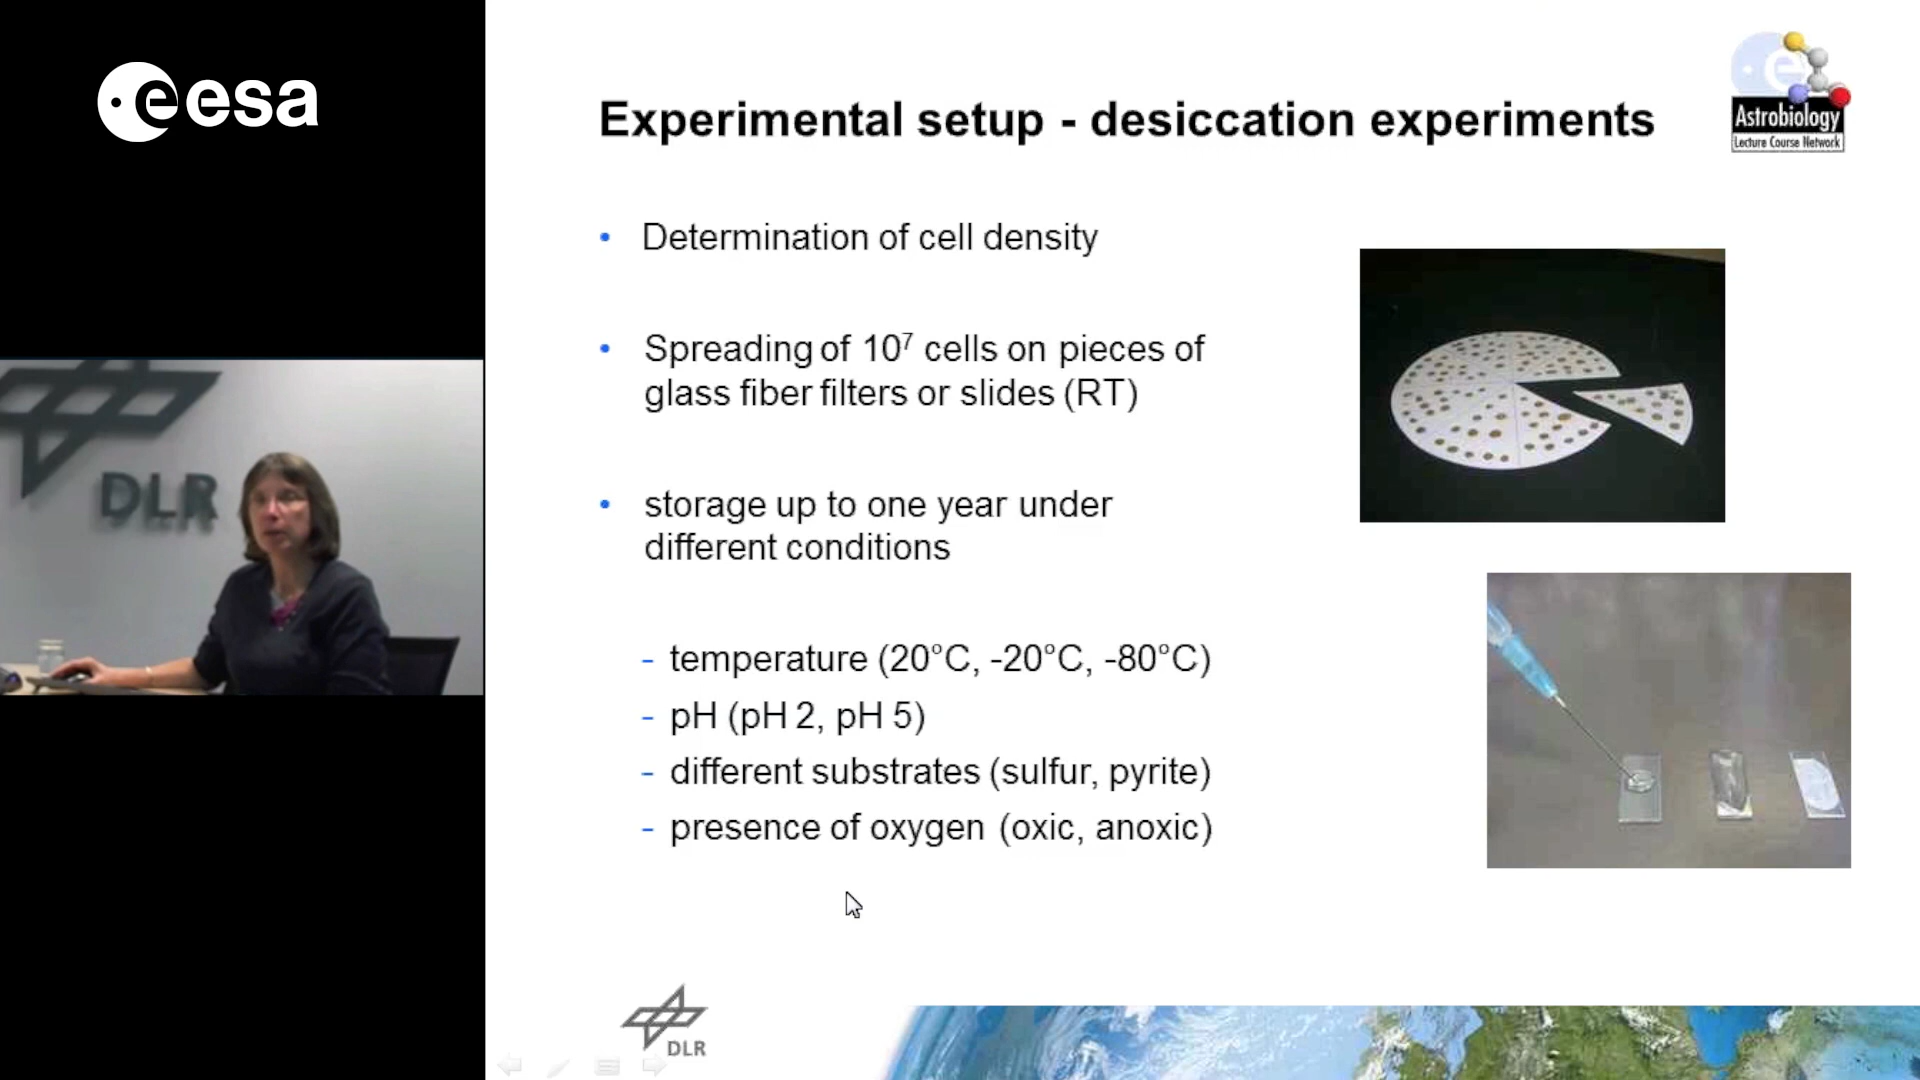 eesa
Experimental setup - desiccation experiments
Astrobiology
Lecture Course Network
• Determination of cell density
• Spreading of 10⁷ cells on pieces of
glass fiber filters or slides (RT)
• storage up to one year under
different conditions
- temperature (20°C, -20°C, -80°C)
- pH (pH 2, pH 5)
- different substrates (sulfur, pyrite)
- presence of oxygen (oxic, anoxic)
DLR
DLR